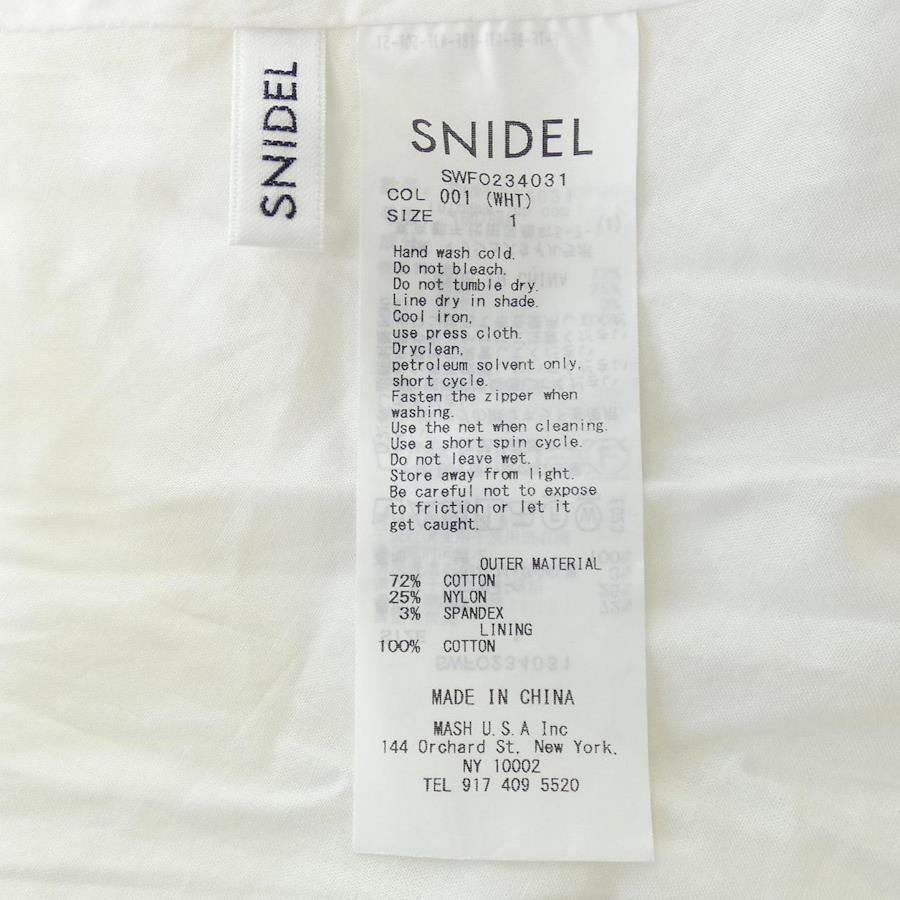 SNIDEL
SNIDEL
SWFO234031
COL 001 (WHT)
SIZE 1
Hand wash cold.
Do not bleach.
Do not tumble dry.
Line dry in shade.
Cool iron,
use press cloth.
Dryclean,
petroleum solvent only,
short cycle.
Fasten the zipper when
washing.
Use the net when cleaning.
Use a short spin cycle.
Do not leave wet.
Store away from light.
Be careful not to expose
to friction or let it
get caught.
OUTER MATERIAL
72% COTTON
25% NYLON
3% SPANDEX
LINING
100% COTTON
MADE IN CHINA
MASH U.S.A Inc
144 Orchard St, New York,
NY 10002
TEL 917 409 5520